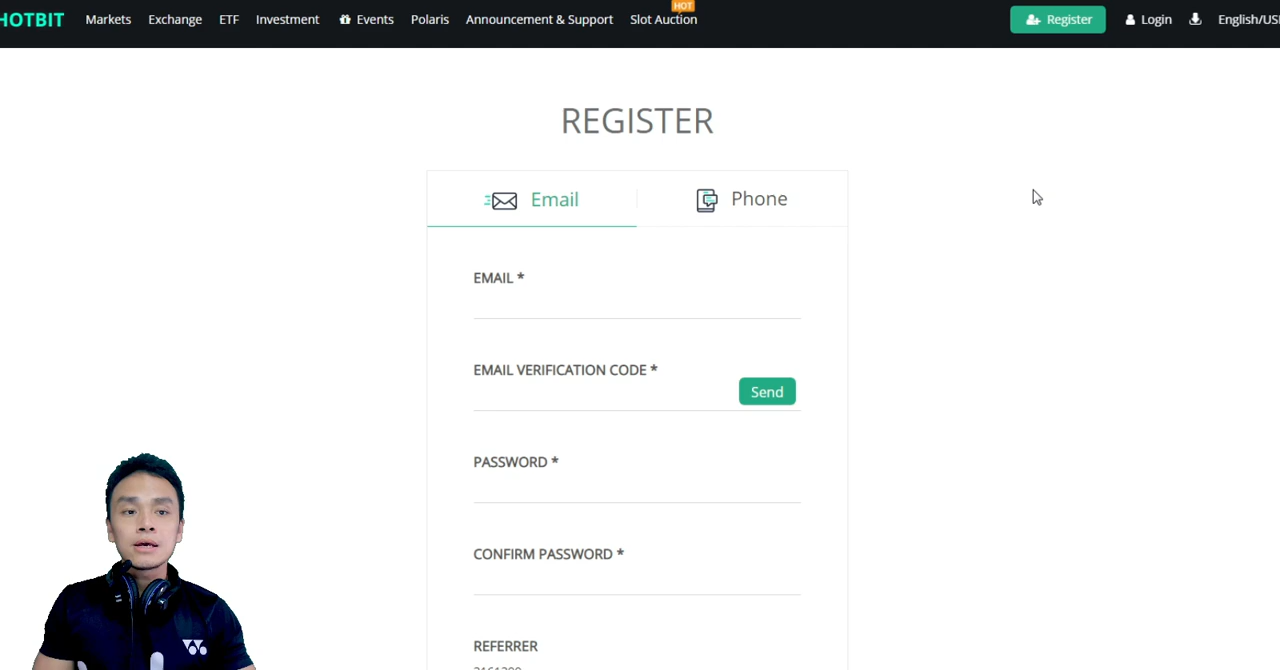 HOTBIT Markets Exchange ETF Investment Events Polaris Announcement & Support Slot Auction HOT Register Login
REGISTER
Email Phone
EMAIL *
EMAIL VERIFICATION CODE *
Send
PASSWORD *
CONFIRM PASSWORD *
REFERRER